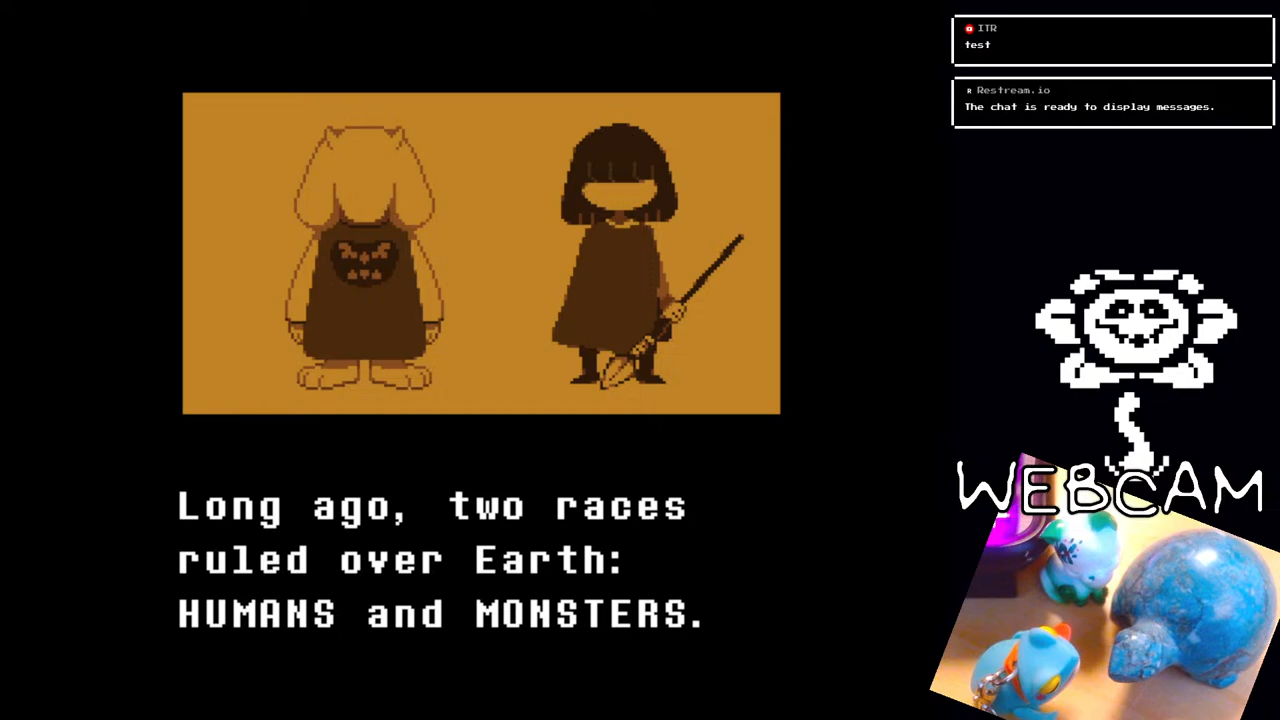 Long ago, two races
ruled over Earth:
HUMANS and MONSTERS.
ITR
test
R Restream.io
The chat is ready to display messages.
WEBCAM